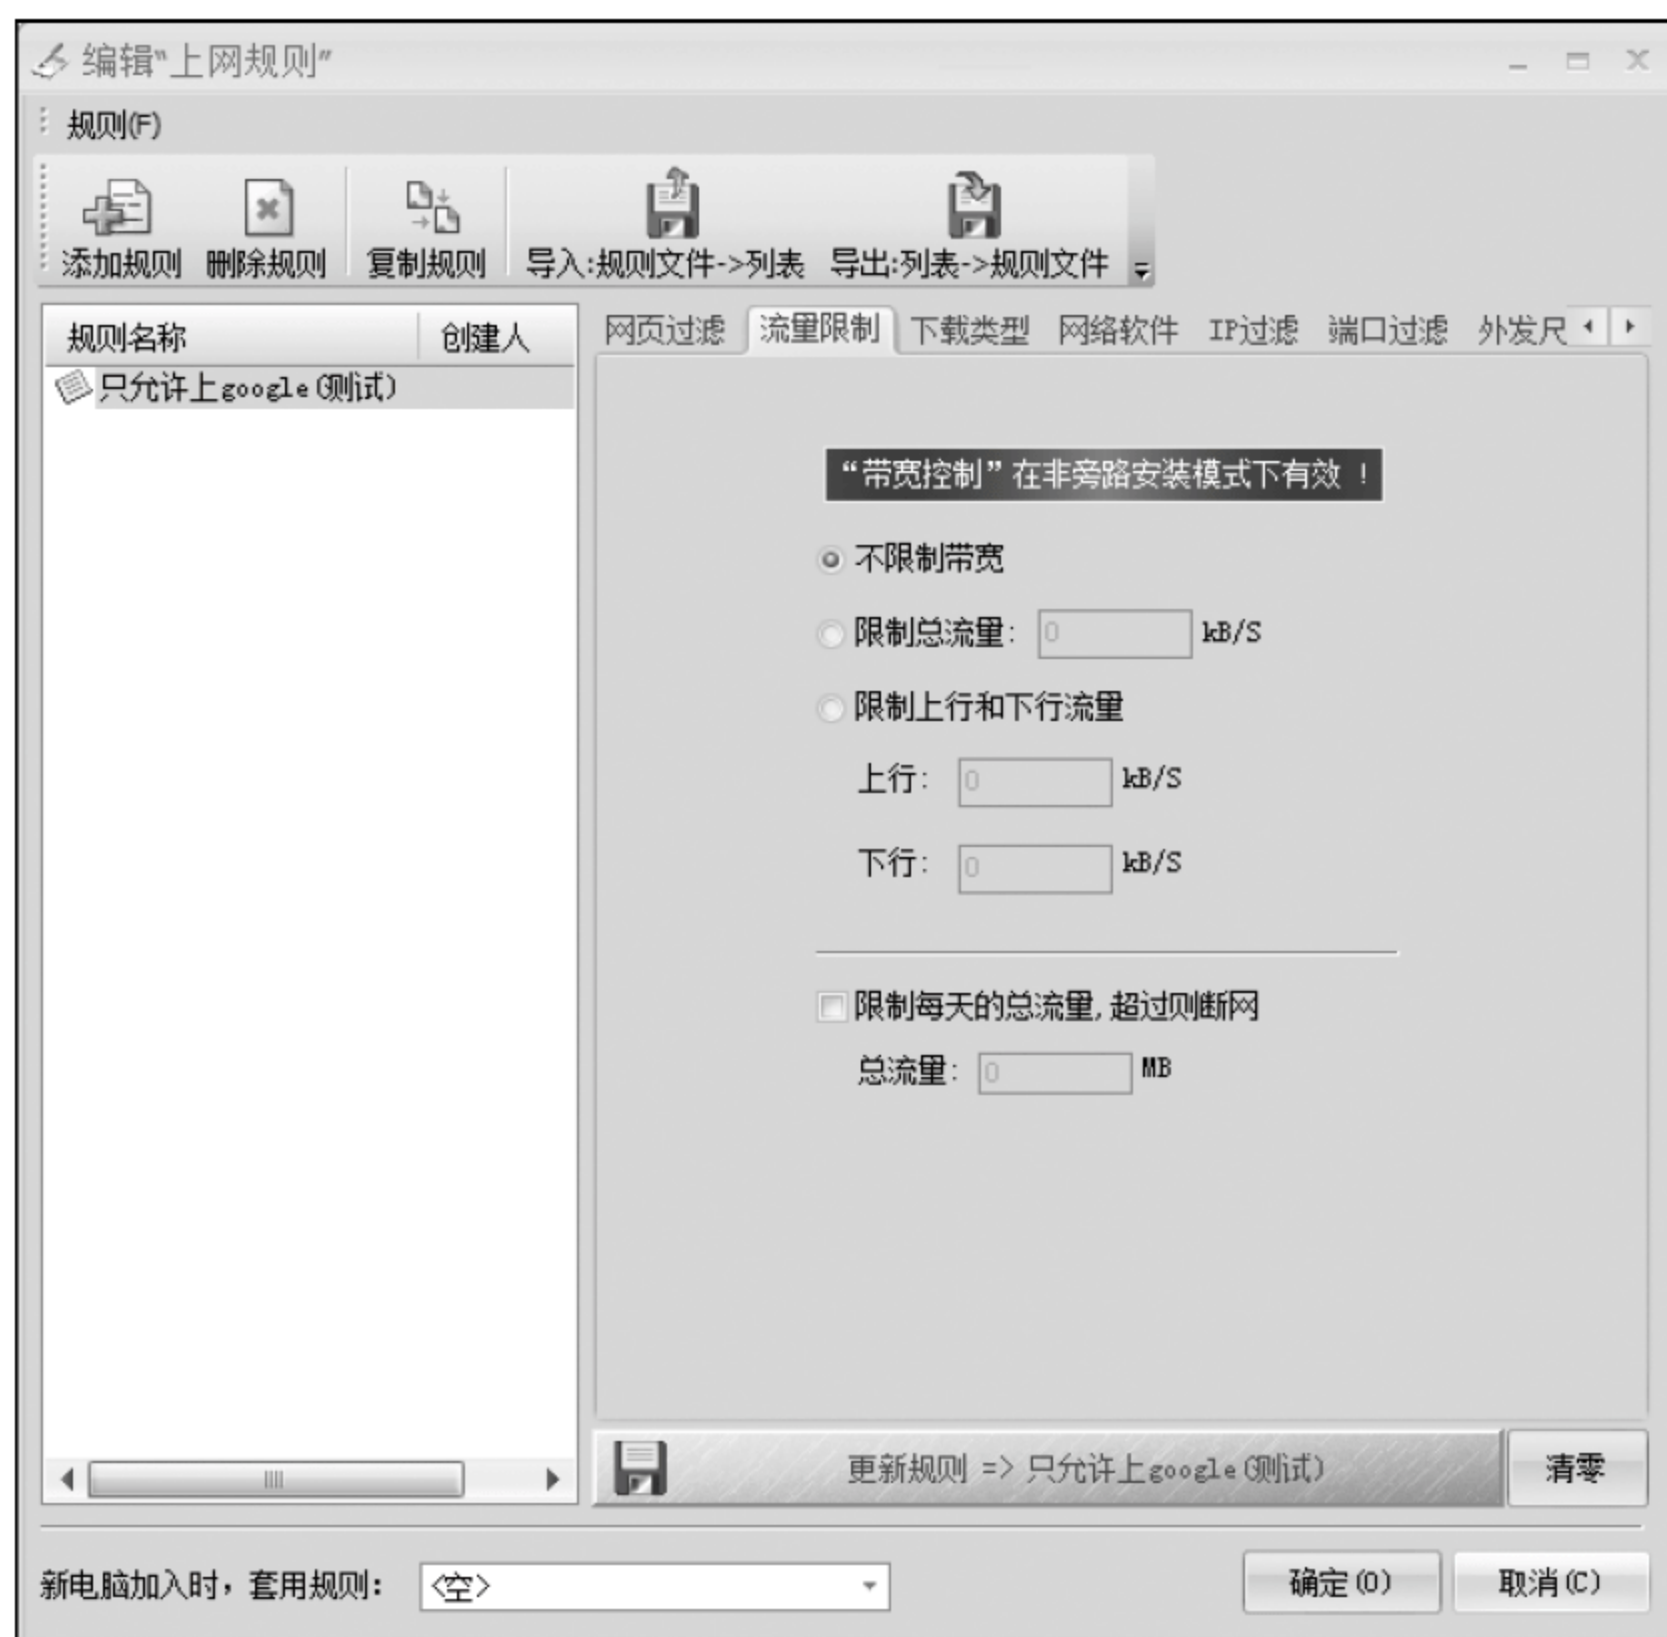 编辑“上网规则”
规则(F)
添加规则 删除规则 复制规则 导入:规则文件->列表 导出:列表->规则文件
规则名称 创建人
网页过滤 流量限制 下载类型 网络软件 IP过滤 端口过滤 外发尺
只允许上google(测试)
“带宽控制”在非旁路安装模式下有效！
不限制带宽
限制总流量: 0 kB/S
限制上行和下行流量
上行: 0 kB/S
下行: 0 kB/S
限制每天的总流量,超过则断网
总流量: 0 MB
更新规则 => 只允许上google(测试) 清零
新电脑加入时，套用规则: <空> 确定(O) 取消(C)